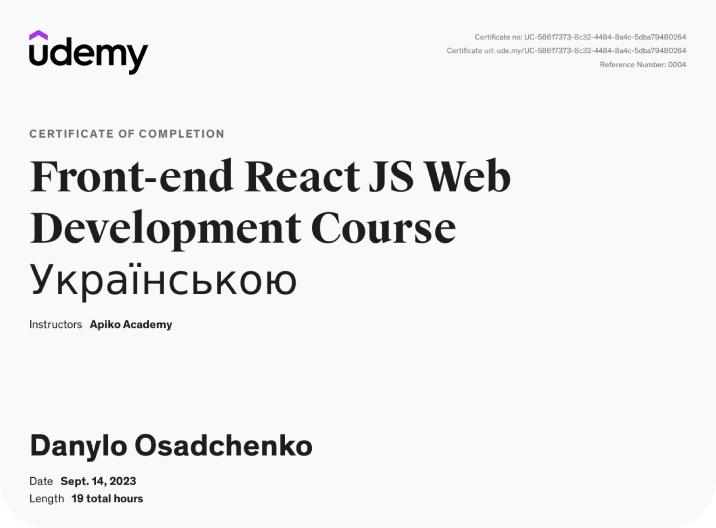 udemy
Certificate no: UC-586f7373-8c32-4484-8a4c-5dba79480264
Certificate url: ude.my/UC-586f7373-8c32-4484-8a4c-5dba79480264
Reference Number: 0004
CERTIFICATE OF COMPLETION
Front-end React JS Web
Development Course
Українською
Instructors Apiko Academy
Danylo Osadchenko
Date Sept. 14, 2023
Length 19 total hours